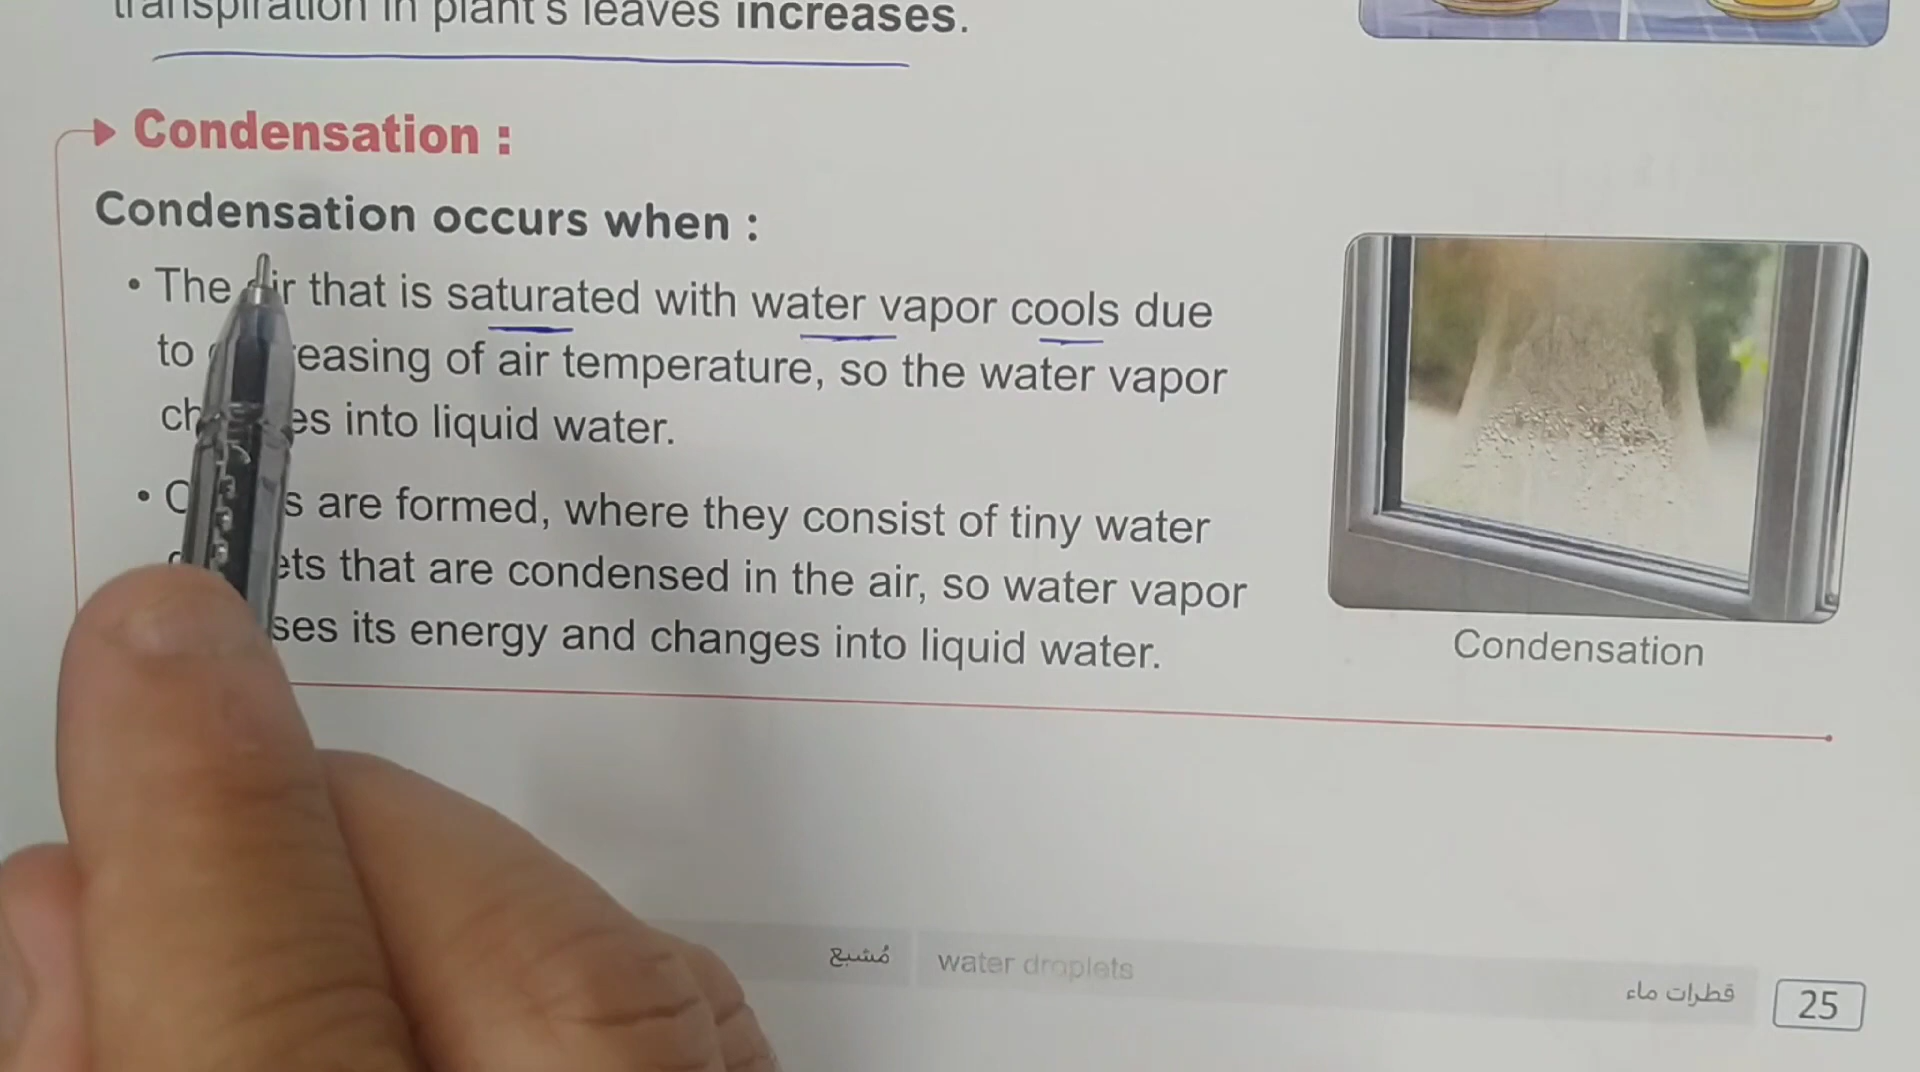 transpiration in plant's leaves increases.
Condensation :
Condensation occurs when :
• The air that is saturated with water vapor cools due
to easing of air temperature, so the water vapor
ch es into liquid water.
• C s are formed, where they consist of tiny water
ets that are condensed in the air, so water vapor
ses its energy and changes into liquid water.
Condensation
مُشبع
water droplets
قطرات ماء
25